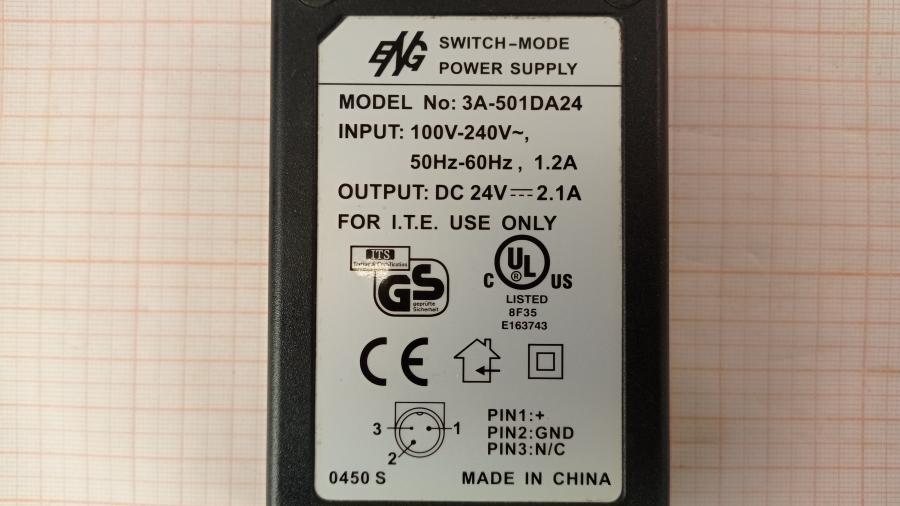 ENG SWITCH-MODE
POWER SUPPLY
MODEL No: 3A-501DA24
INPUT: 100V-240V~,
50Hz-60Hz , 1.2A
OUTPUT: DC 24V⎓2.1A
FOR I.T.E. USE ONLY
ITS
Testing & Certification
GS
geprüfte
Sicherheit
C UL US
®
LISTED
8F35
E163743
CE
3 1
2
PIN1:+
PIN2:GND
PIN3:N/C
0450 S MADE IN CHINA